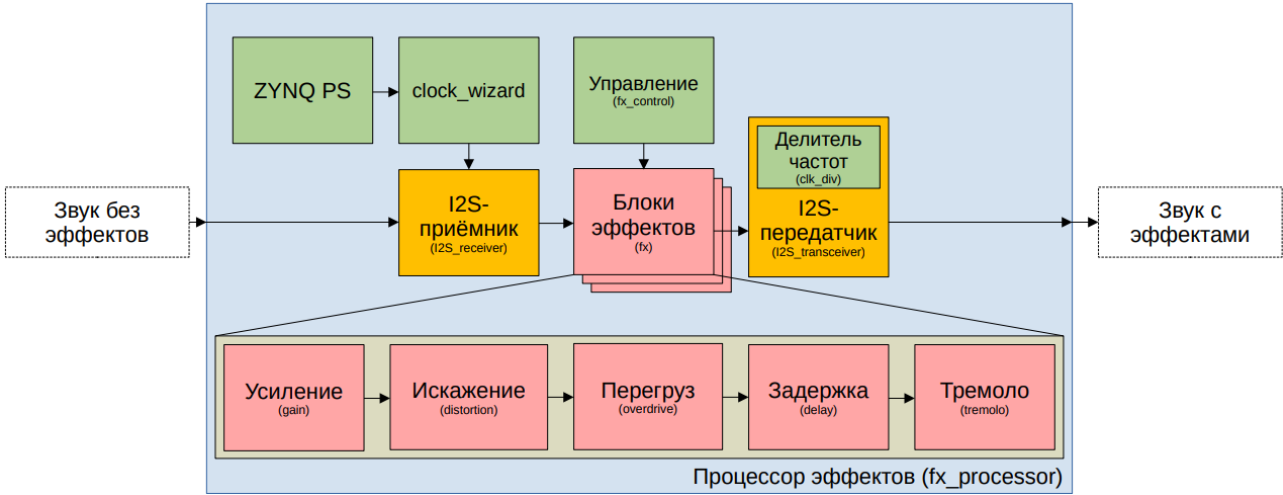 ZYNQ PS
clock_wizard
Управление
(fx_control)
Делитель
частот
(clk_div)
Звук без
эффектов
I2S-
приёмник
(I2S_receiver)
Блоки
эффектов
(fx)
I2S-
передатчик
(I2S_transceiver)
Звук с
эффектами
Усиление
(gain)
Искажение
(distortion)
Перегруз
(overdrive)
Задержка
(delay)
Тремоло
(tremolo)
Процессор эффектов (fx_processor)